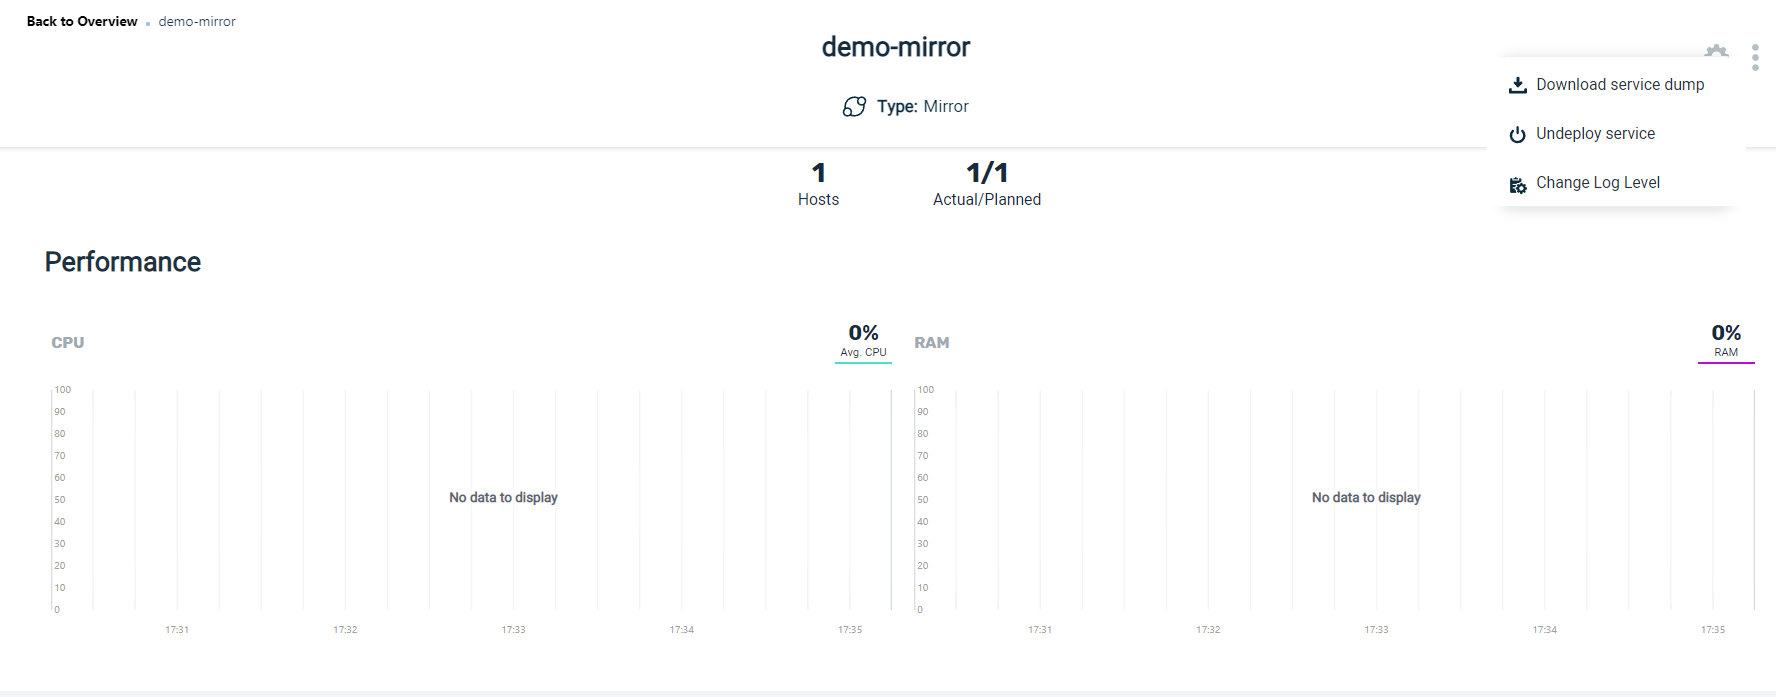 Back to Overview • demo-mirror
demo-mirror
Type: Mirror
Download service dump
Undeploy service
Change Log Level
1
Hosts
1/1
Actual/Planned
Performance
CPU
0%
Avg. CPU
100
90
80
70
60
50
40
30
20
10
0
No data to display
17:31 17:32 17:33 17:34 17:35
RAM
0%
RAM
100
90
80
70
60
50
40
30
20
10
0
No data to display
17:31 17:32 17:33 17:34 17:35